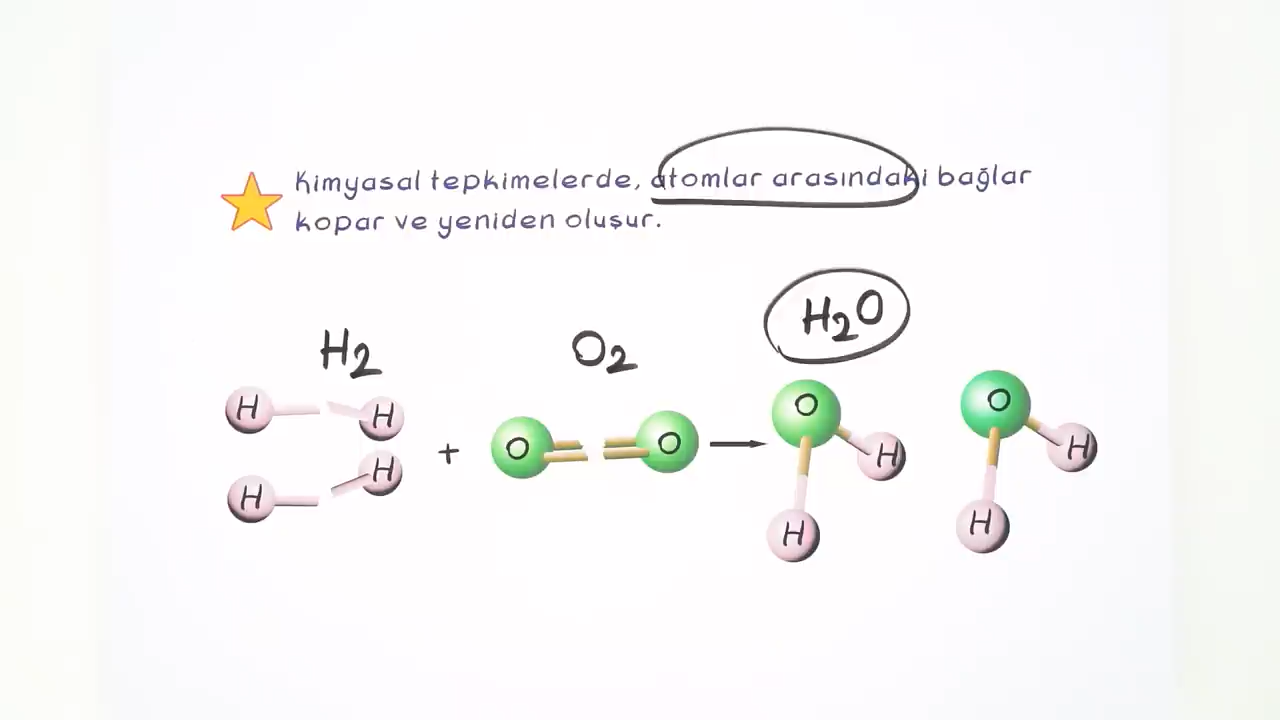 Kimyasal tepkimelerde, atomlar arasındaki bağlar
kopar ve yeniden oluşur.
H2
O2
H2O
H
H
H
H
+
O
O
→
O
H
H
O
H
H